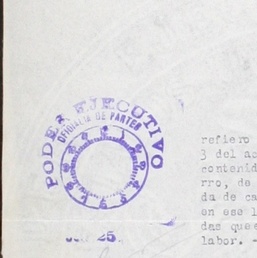 PODER EJECUTIVO
OFICIALIA DE PARTES
25
refiero
3 del ac
contenid
rro, de
da de ca
en ese l
das que
labor. -